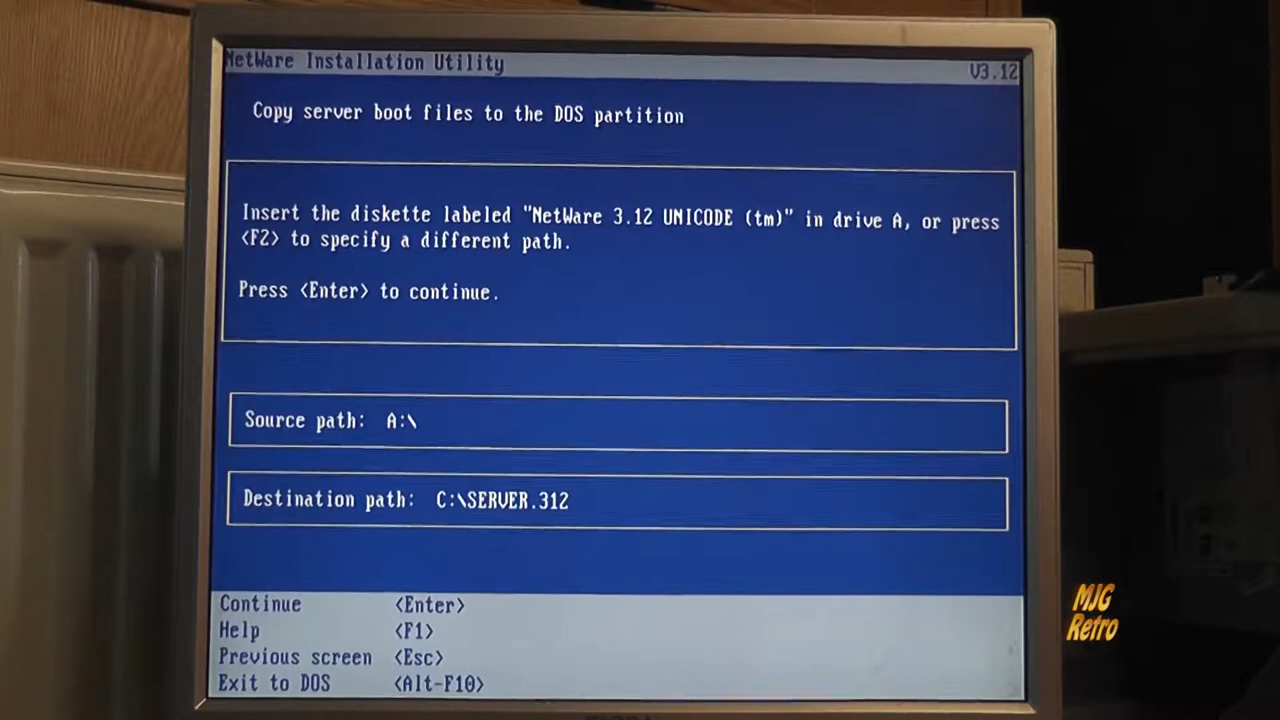 NetWare Installation Utility
V3.12
Copy server boot files to the DOS partition
Insert the diskette labeled "NetWare 3.12 UNICODE (tm)" in drive A, or press
<F2> to specify a different path.
Press <Enter> to continue.
Source path: A:\
Destination path: C:\SERVER.312
Continue <Enter>
Help <F1>
Previous screen <Esc>
Exit to DOS <Alt-F10>
MJG
Retro